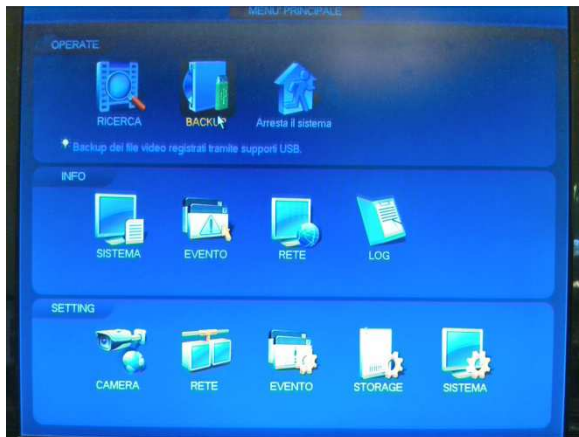 MENU' PRINCIPALE
OPERATE
RICERCA
BACKUP
Arresta il sistema
Backup dei file video registrati tramite supporti USB.
INFO
SISTEMA
EVENTO
RETE
LOG
SETTING
CAMERA
RETE
EVENTO
STORAGE
SISTEMA